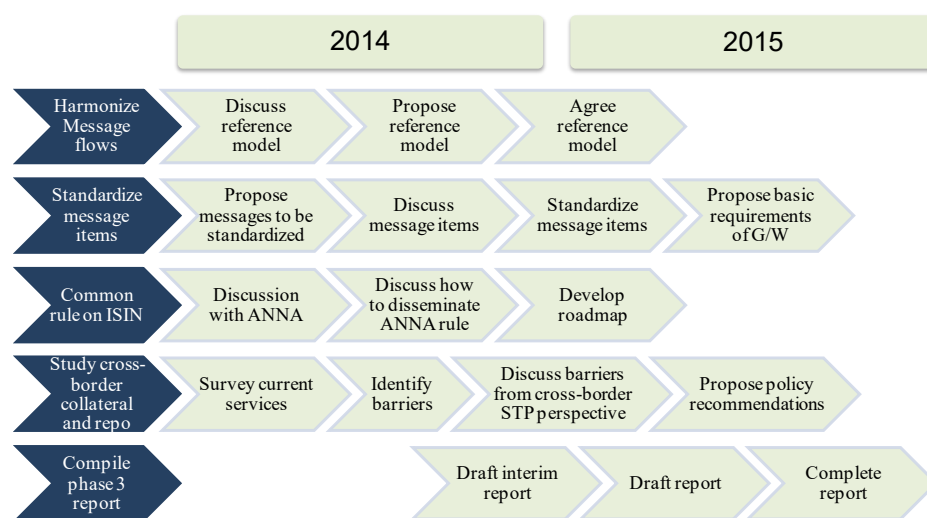 2014
2015
Harmonize
Message
flows
Discuss
reference
model
Propose
reference
model
Agree
reference
model
Standardize
message
items
Propose
messages to be
standardized
Discuss
message items
Standardize
message items
Propose basic
requirements
of G/W
Common
rule on ISIN
Discussion
with ANNA
Discuss how
to disseminate
ANNA rule
Develop
roadmap
Study cross-
border
collateral
and repo
Survey current
services
Identify
barriers
Discuss barriers
from cross-border
STP perspective
Propose policy
recommendations
Compile
phase 3
report
Draft interim
report
Draft report
Complete
report